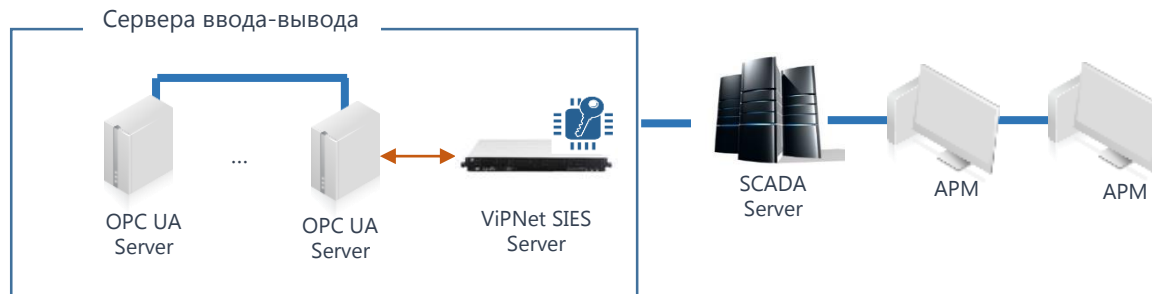 Сервера ввода-вывода
...
OPC UA
Server
OPC UA
Server
ViPNet SIES
Server
SCADA
Server
АРМ
АРМ